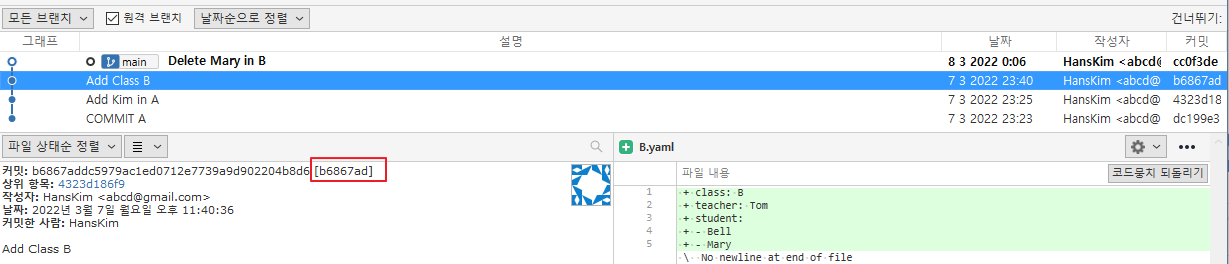 모든 브랜치 원격 브랜치 날짜순으로 정렬 건너뛰기:
그래프 설명 날짜 작성자 커밋
main Delete Mary in B 8 3 2022 0:06 HansKim <abcd@ cc0f3de
Add Class B 7 3 2022 23:40 HansKim <abcd@ b6867ad
Add Kim in A 7 3 2022 23:25 HansKim <abcd@ 4323d18
COMMIT A 7 3 2022 23:23 HansKim <abcd@ dc199e3
파일 상태순 정렬
커밋: b6867addc5979ac1ed0712e7739a9d902204b8d6 [b6867ad]
상위 항목: 4323d186f9
작성자: HansKim <abcd@gmail.com>
날짜: 2022년 3월 7일 월요일 오후 11:40:36
커밋한 사람: HansKim
Add Class B
B.yaml
파일 내용 코드뭉치 되돌리기
1 + class: B
2 + teacher: Tom
3 + student:
4 + - Bell
5 + - Mary
\ No newline at end of file